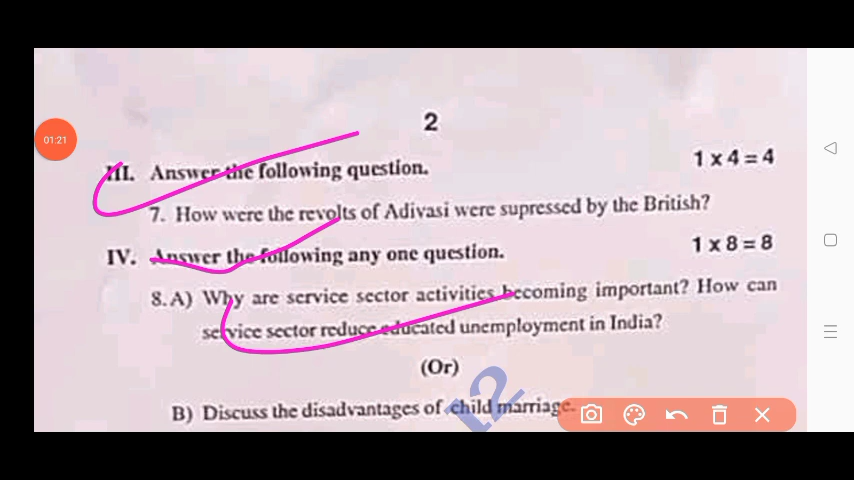 2
01:21
III. Answer the following question. 1 x 4 = 4
7. How were the revolts of Adivasi were supressed by the British?
IV. Answer the following any one question. 1 x 8 = 8
8. A) Why are service sector activities becoming important? How can
service sector reduce educated unemployment in India?
(Or)
B) Discuss the disadvantages of child marriage.
12